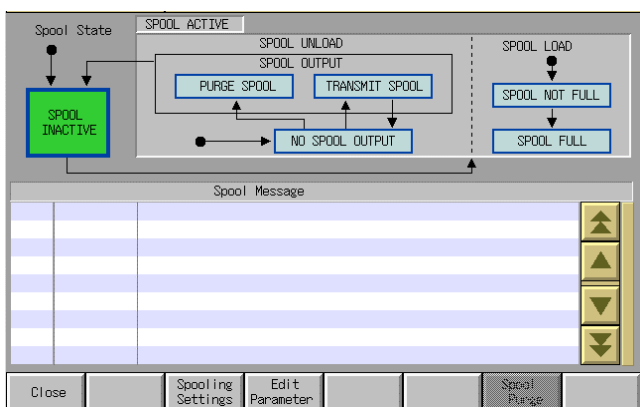 Spool State
SPOOL ACTIVE
SPOOL UNLOAD
SPOOL LOAD
SPOOL OUTPUT
PURGE SPOOL
TRANSMIT SPOOL
SPOOL NOT FULL
SPOOL
INACTIVE
NO SPOOL OUTPUT
SPOOL FULL
Spool Message
Close
Spooling
Settings
Edit
Parameter
Spool
Purge